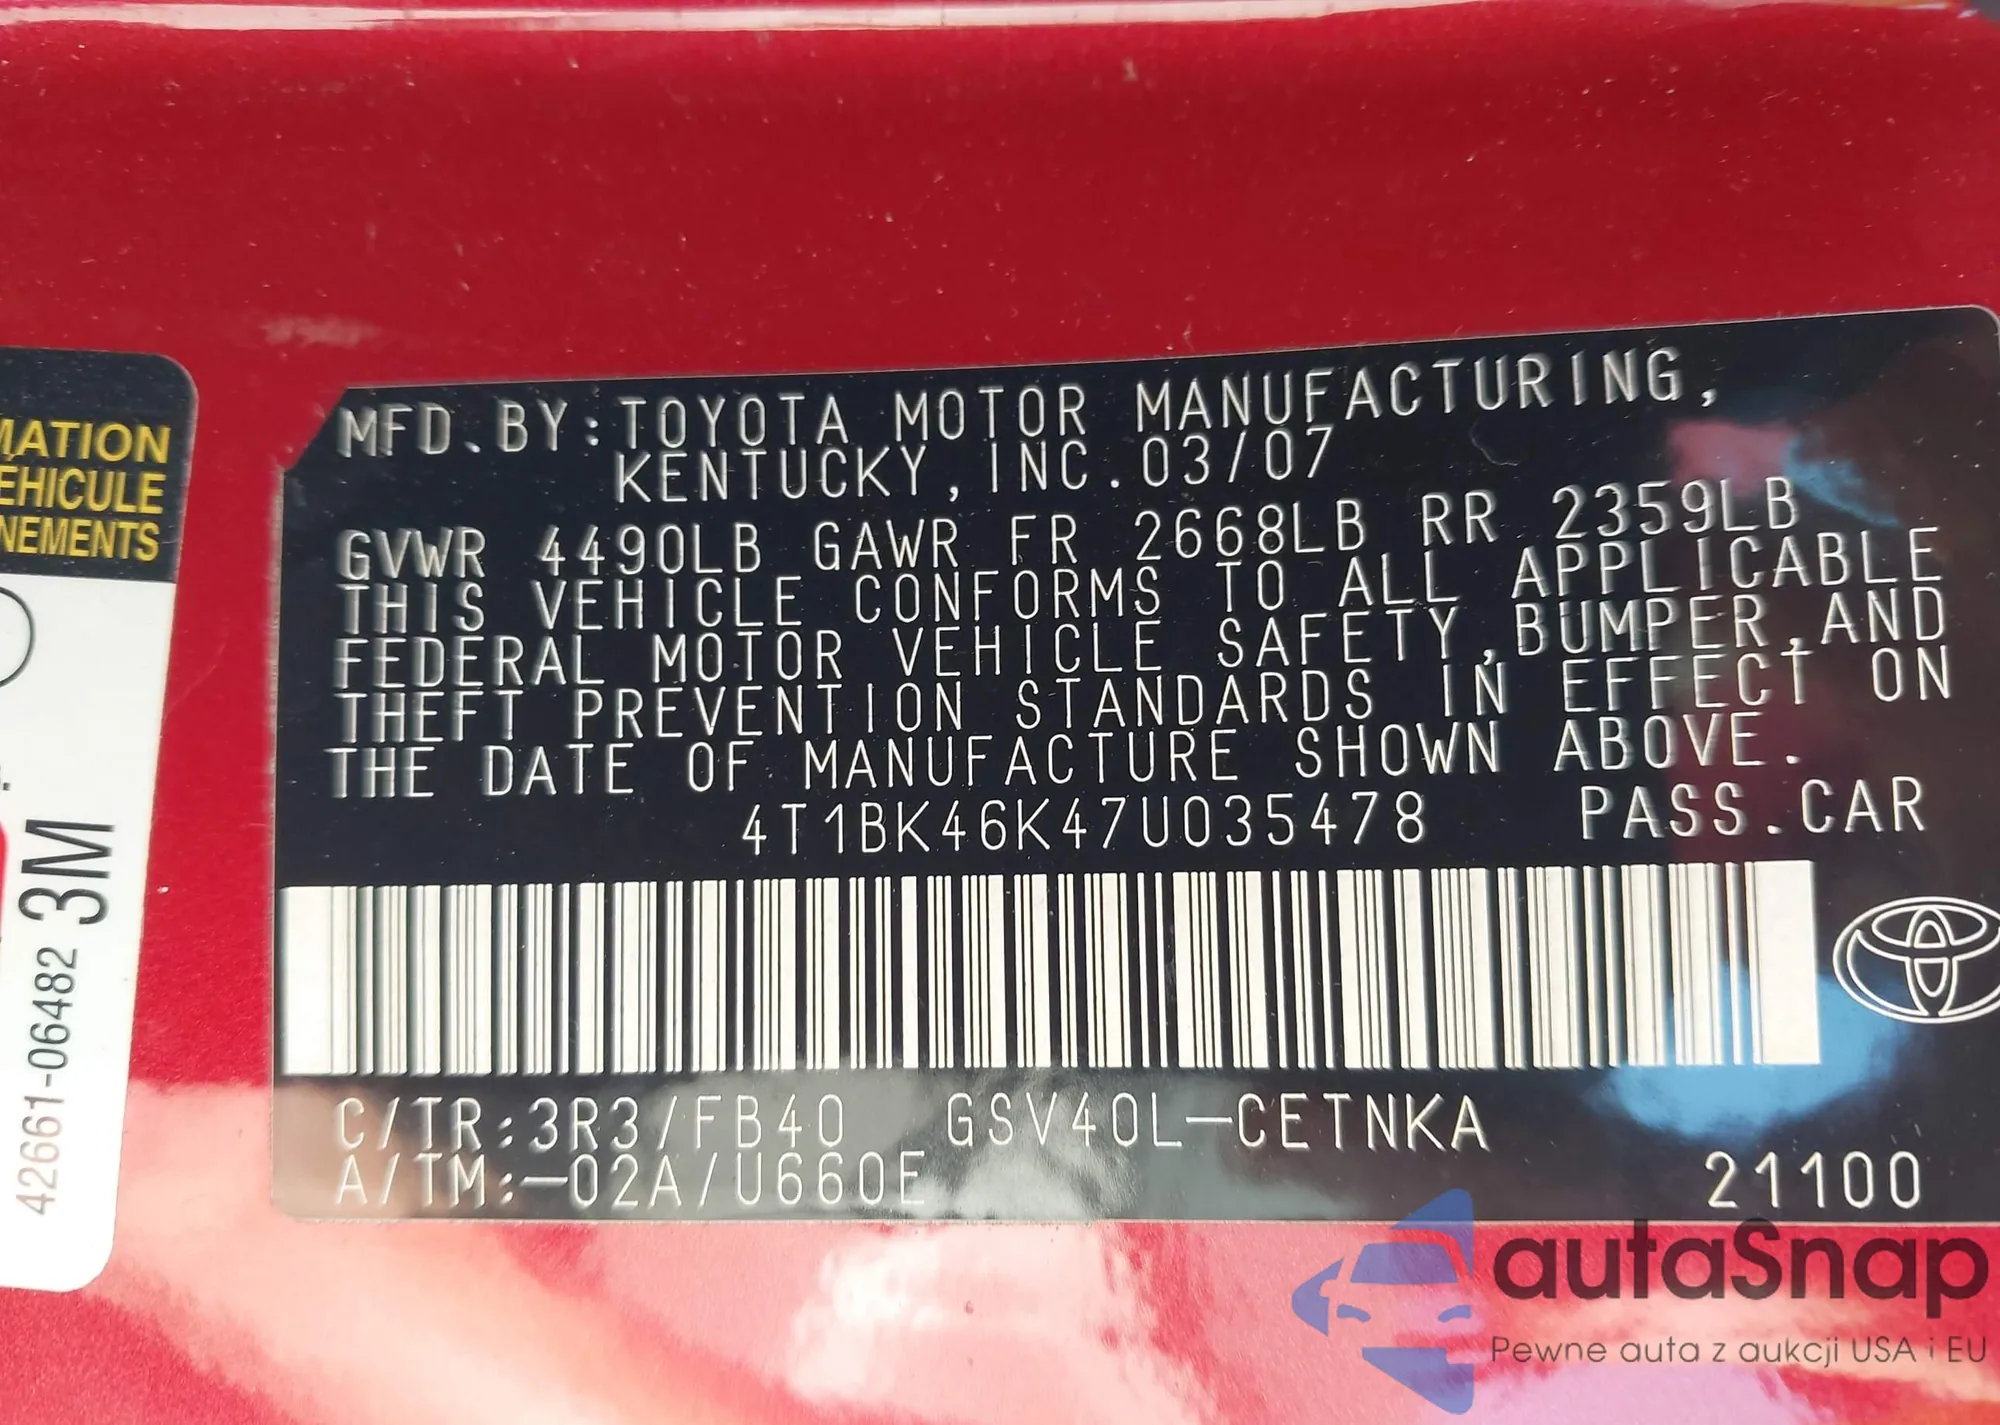 MATION
EHICULE
NEMENTS
42661-06482 3M
MFD.BY:TOYOTA MOTOR MANUFACTURING,
KENTUCKY,INC.03/07
GVWR 4490LB GAWR FR 2668LB RR 2359LB
THIS VEHICLE CONFORMS TO ALL APPLICABLE
FEDERAL MOTOR VEHICLE SAFETY,BUMPER,AND
THEFT PREVENTION STANDARDS IN EFFECT ON
THE DATE OF MANUFACTURE SHOWN ABOVE.
4T1BK46K47U035478 PASS.CAR
C/TR:3R3/FB40 GSV40L-CETNKA
A/TM:-02A/U660E 21100
autaSnap
Pewne auta z aukcji USA i EU